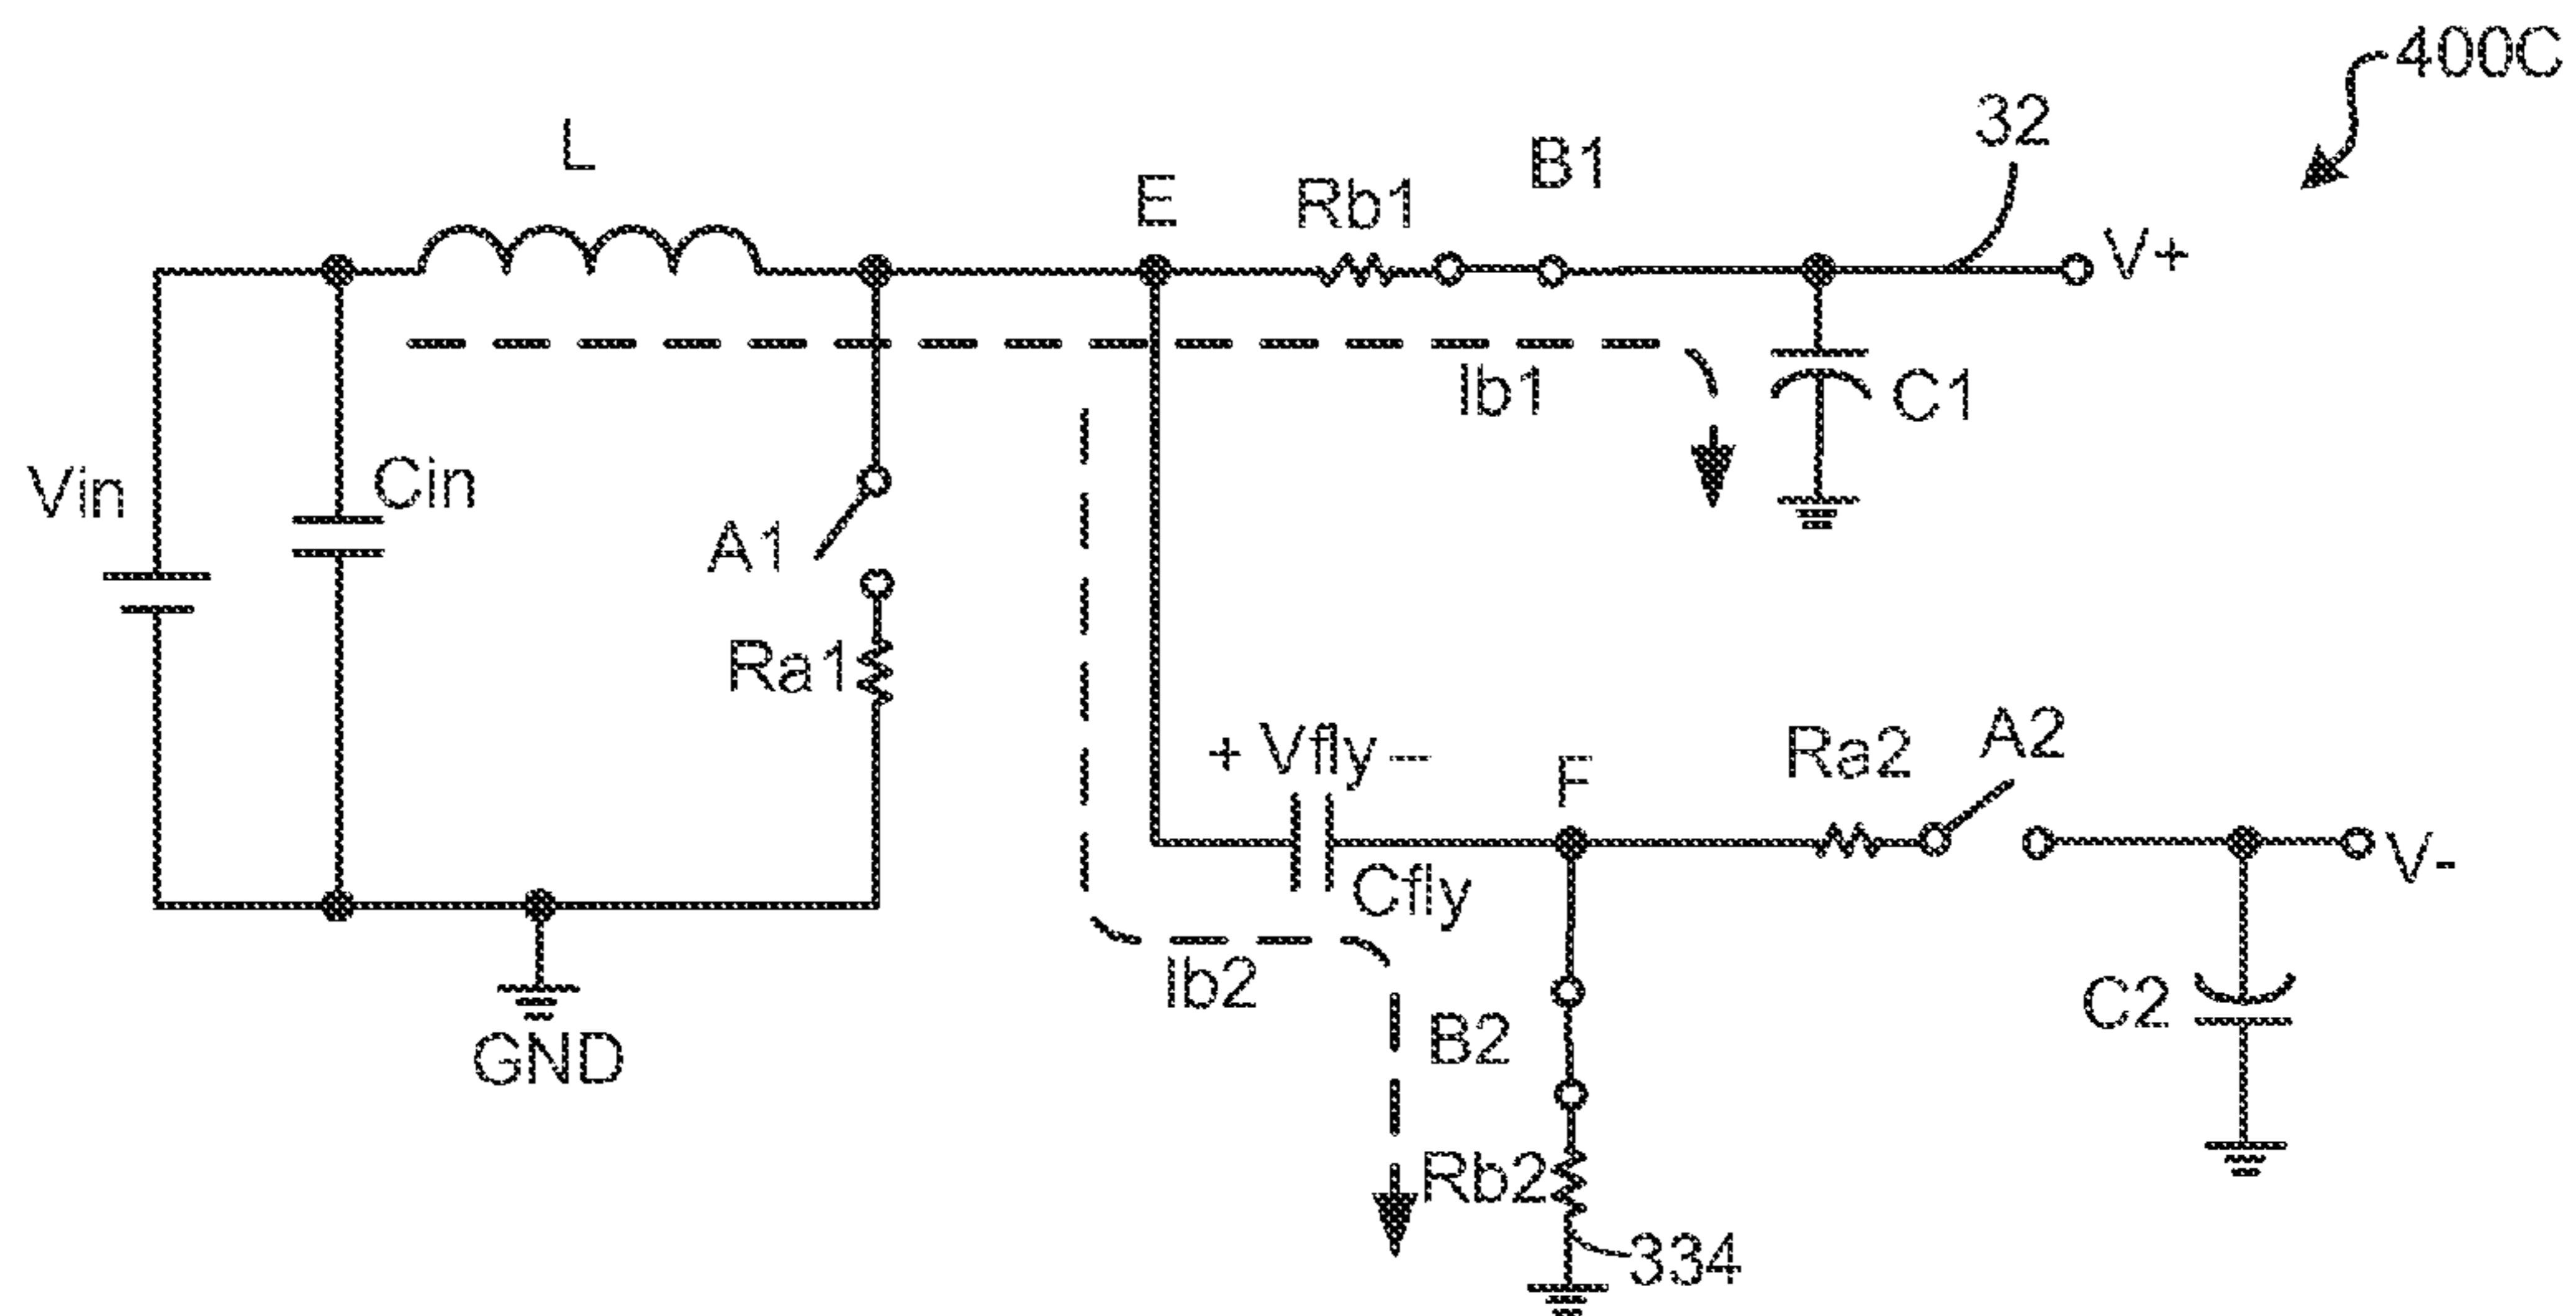 400C
32
L
E
Rb1
B1
V+
Ib1
C1
Vin
Cin
A1
Ra1
+ Vfly –
F
Ra2
A2
V-
Cfly
Ib2
GND
B2
C2
Rb2
334